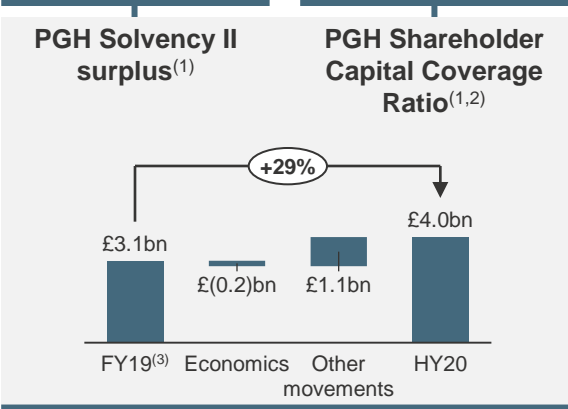 PGH Solvency II
surplus(1)
PGH Shareholder
Capital Coverage
Ratio(1,2)
+29%
£3.1bn
£(0.2)bn
£1.1bn
£4.0bn
FY19(3)
Economics
Other
movements
HY20